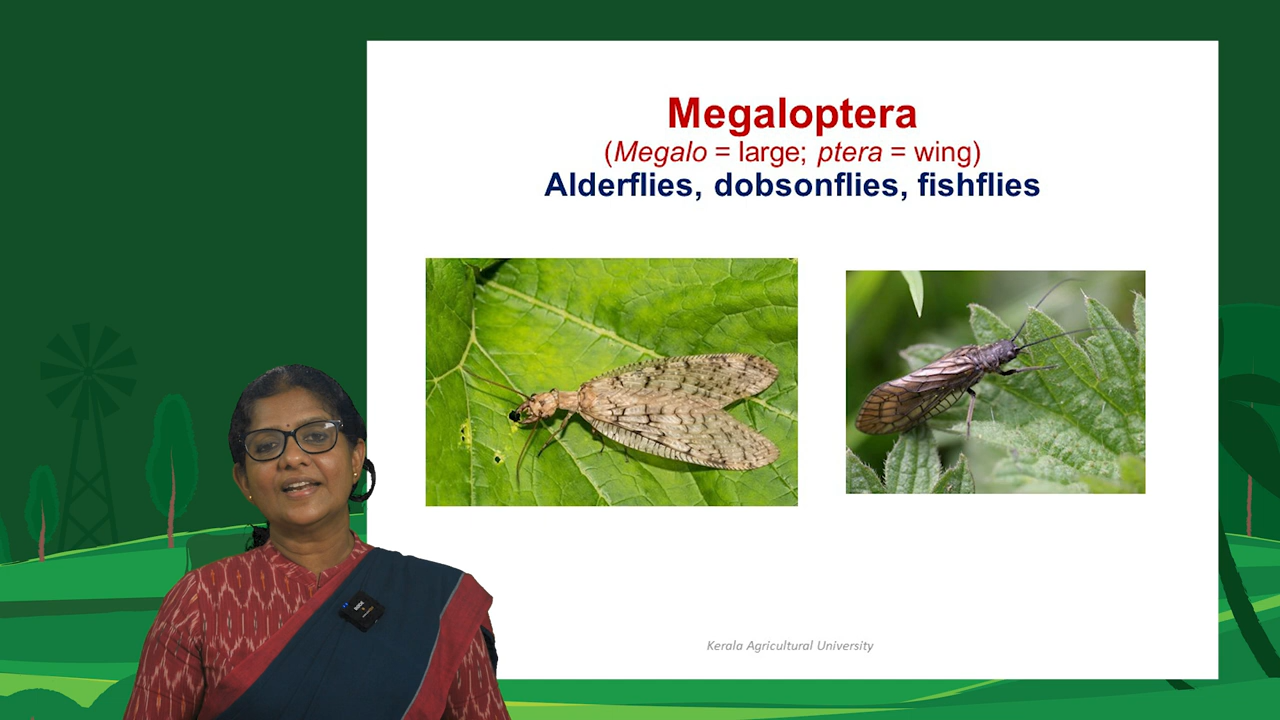 Megaloptera
(Megalo = large; ptera = wing)
Alderflies, dobsonflies, fishflies
Kerala Agricultural University